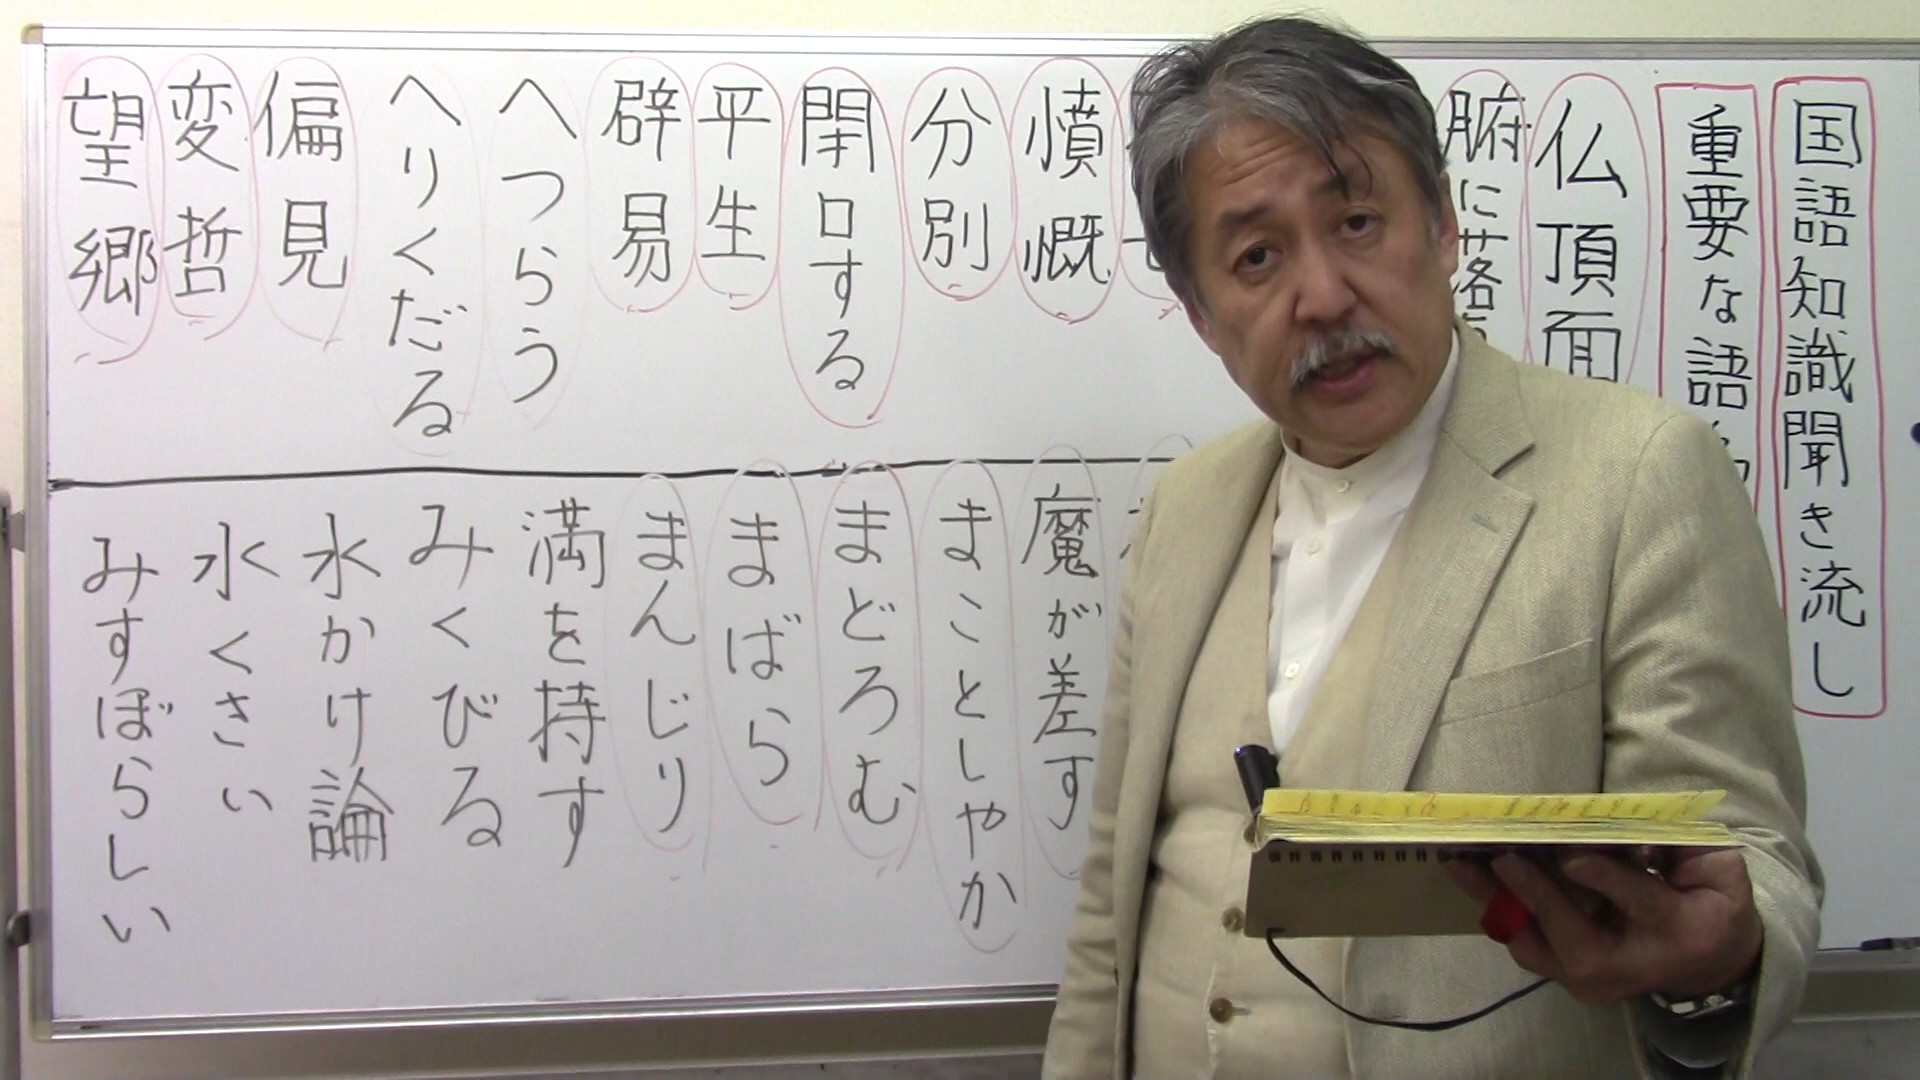 国語知識聞き流し
重要な語
仏頂面
腑に落
憤慨
分別
閉口する
平生
辟易
へつらう
へりくだる
偏見
変哲
望郷
魔が差す
まことしやか
まどろむ
まばら
まんじり
満を持す
みくびる
水かけ論
水くさい
みすぼらしい